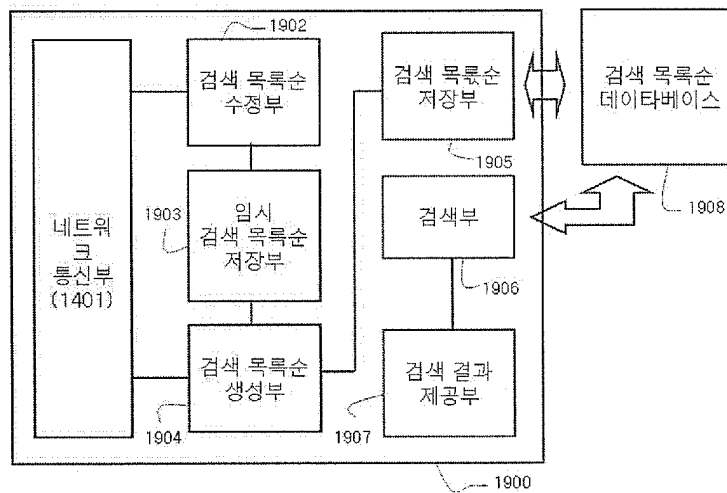 1902
검색 목록순
수정부
검색 목록순
저장부
1905
검색 목록순
데이타베이스
1908
1903
임시
검색 목록순
저장부
네트워
크
통신부
(1401)
검색부
1906
검색 목록순
생성부
1904
검색 결과
제공부
1907
1900